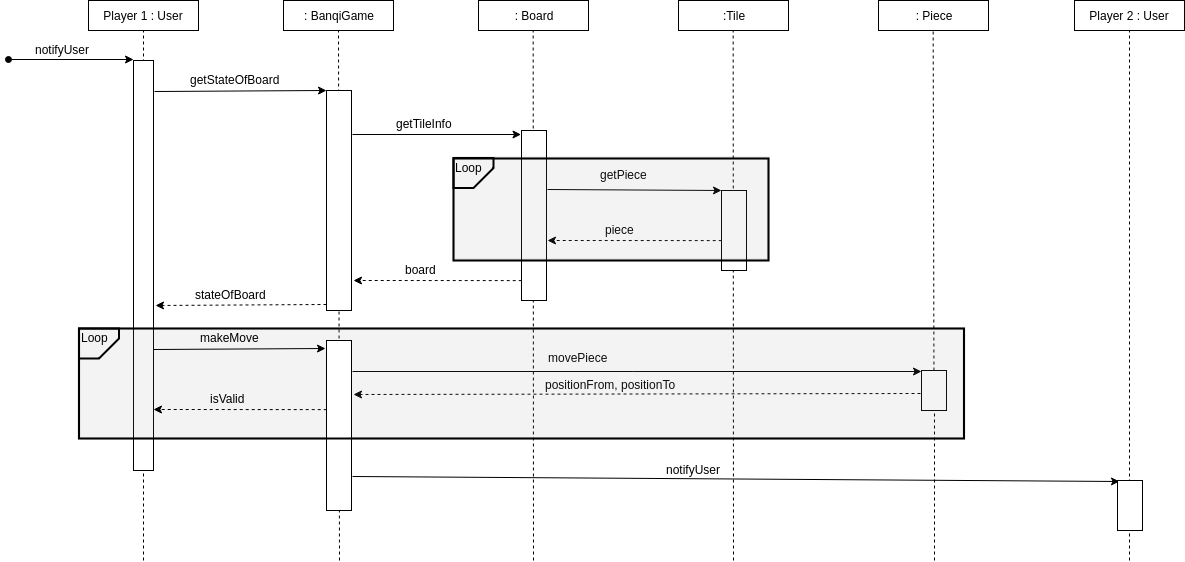 Player 1 : User
: BanqiGame
: Board
:Tile
: Piece
Player 2 : User
notifyUser
getStateOfBoard
getTileInfo
Loop
getPiece
piece
board
stateOfBoard
Loop
makeMove
movePiece
positionFrom, positionTo
isValid
notifyUser